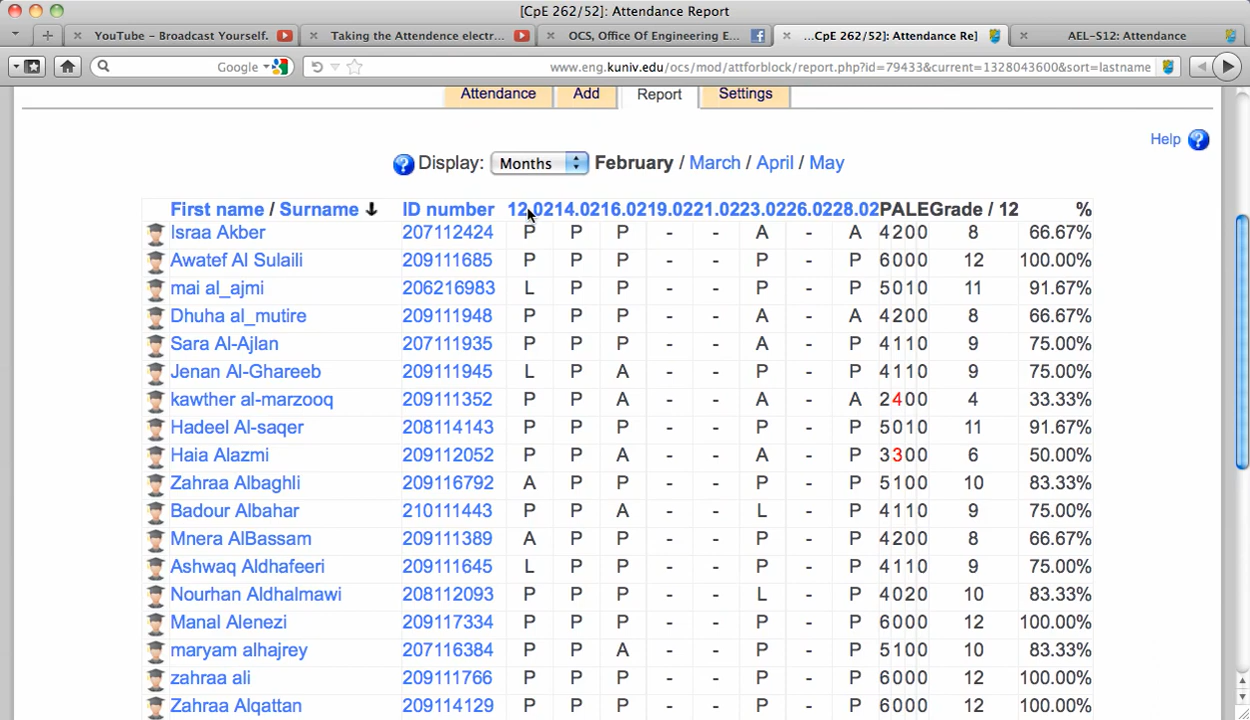 [CpE 262/52]: Attendance Report
YouTube – Broadcast Yourself. Taking the Attendence electr... OCS, Office Of Engineering E... ...CpE 262/52]: Attendance Re] AEL-512: Attendance
Google www.eng.kuniv.edu/ocs/mod/attforblock/report.php?id=79433&current=1328043600&sort=lastname
Attendance Add Report Settings
Help
Display: Months February / March / April / May
First name / Surname ID number 12.02 14.02 16.02 19.02 21.02 23.02 26.02 28.02 P A L E Grade / 12 %
Israa Akber 207112424 P P P - - A - A 4 2 0 0 8 66.67%
Awatef Al Sulaili 209111685 P P P - - P - P 6 0 0 0 12 100.00%
mai al_ajmi 206216983 L P P - - P - P 5 0 1 0 11 91.67%
Dhuha al_mutire 209111948 P P P - - A - A 4 2 0 0 8 66.67%
Sara Al-Ajlan 207111935 P P P - - A - P 4 1 1 0 9 75.00%
Jenan Al-Ghareeb 209111945 L P A - - P - P 4 1 1 0 9 75.00%
kawther al-marzooq 209111352 P P A - - A - A 2 4 0 0 4 33.33%
Hadeel Al-saqer 208114143 P P P - - P - P 5 0 1 0 11 91.67%
Haia Alazmi 209112052 P P A - - A - P 3 3 0 0 6 50.00%
Zahraa Albaghli 209116792 A P P - - P - P 5 1 0 0 10 83.33%
Badour Albahar 210111443 P P A - - L - P 4 1 1 0 9 75.00%
Mnera AlBassam 209111389 A P P - - P - P 4 2 0 0 8 66.67%
Ashwaq Aldhafeeri 209111645 L P P - - P - P 4 1 1 0 9 75.00%
Nourhan Aldhalmawi 208112093 P P P - - L - P 4 0 2 0 10 83.33%
Manal Alenezi 209117334 P P P - - P - P 6 0 0 0 12 100.00%
maryam alhajrey 207116384 P P A - - P - P 5 1 0 0 10 83.33%
zahraa ali 209111766 P P P - - P - P 6 0 0 0 12 100.00%
Zahraa Alqattan 209114129 P P P - - P - P 6 0 0 0 12 100.00%